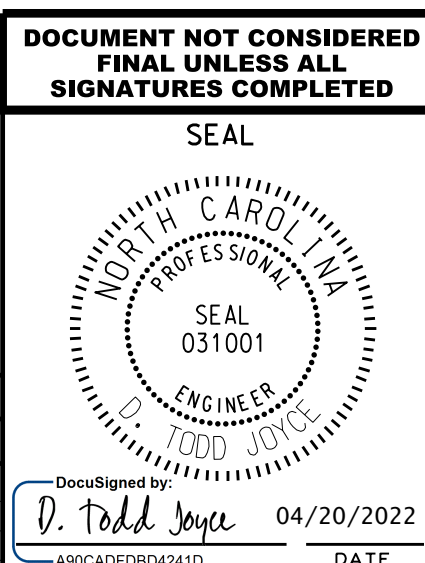 DOCUMENT NOT CONSIDERED
FINAL UNLESS ALL
SIGNATURES COMPLETED
SEAL
NORTH CAROLINA
PROFESSIONAL
SEAL
031001
ENGINEER
D. TODD JOYCE
DocuSigned by:
D. Todd Joyce 04/20/2022
A90CADFDBD4241D
DATE